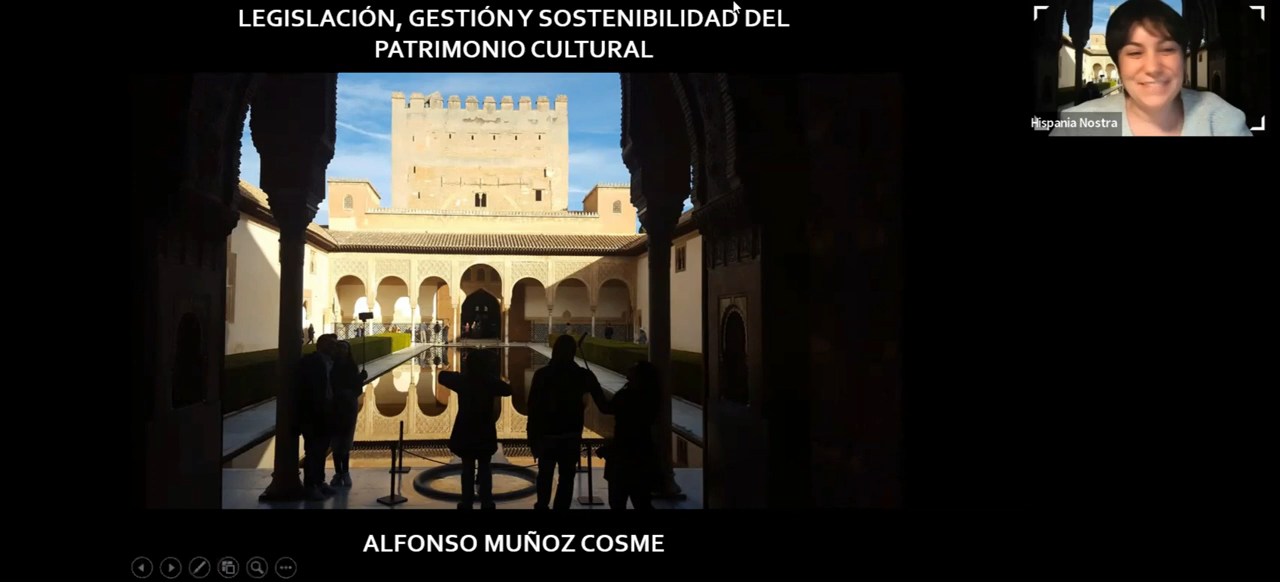 LEGISLACIÓN, GESTIÓN Y SOSTENIBILIDAD DEL
PATRIMONIO CULTURAL
Hispania Nostra
ALFONSO MUÑOZ COSME